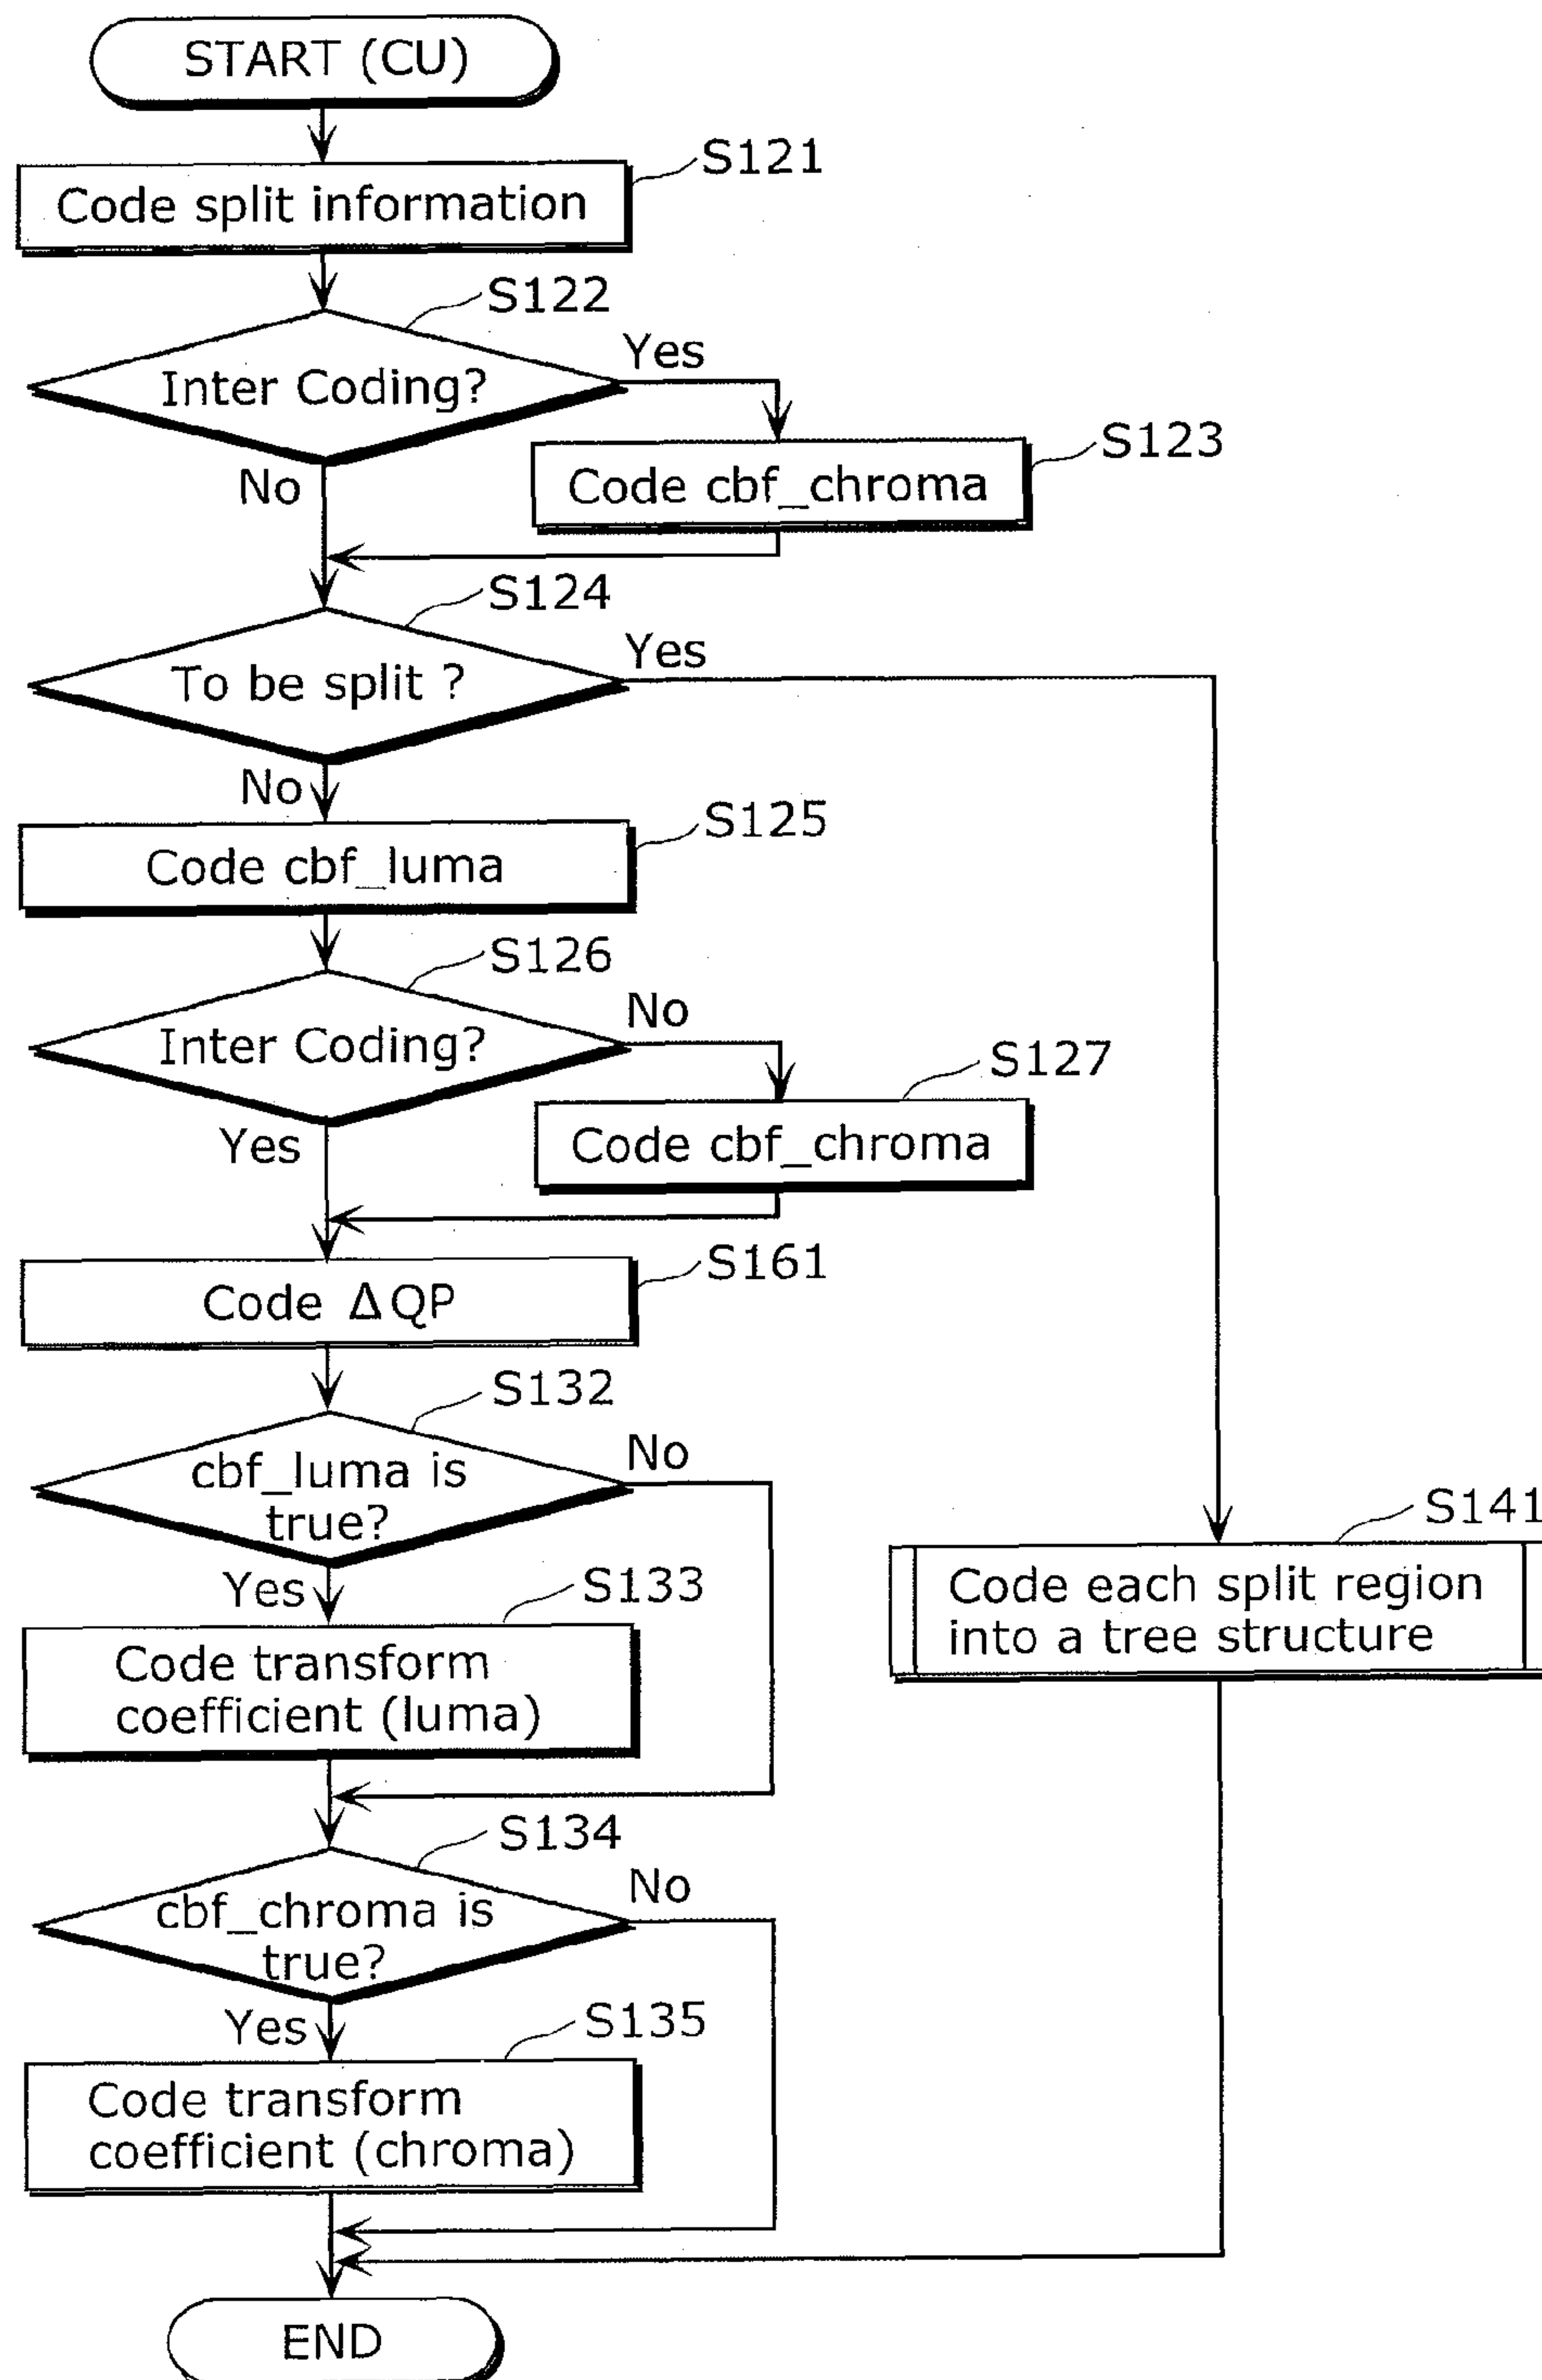 START (CU)
S121
Code split information
S122
Inter Coding?
Yes
No
S123
Code cbf_chroma
S124
To be split ?
Yes
No
S125
Code cbf_luma
S126
Inter Coding?
No
Yes
S127
Code cbf_chroma
S161
Code ΔQP
S132
cbf_luma is
true?
No
Yes
S133
Code transform
coefficient (luma)
S141
Code each split region
into a tree structure
S134
cbf_chroma is
true?
No
Yes
S135
Code transform
coefficient (chroma)
END